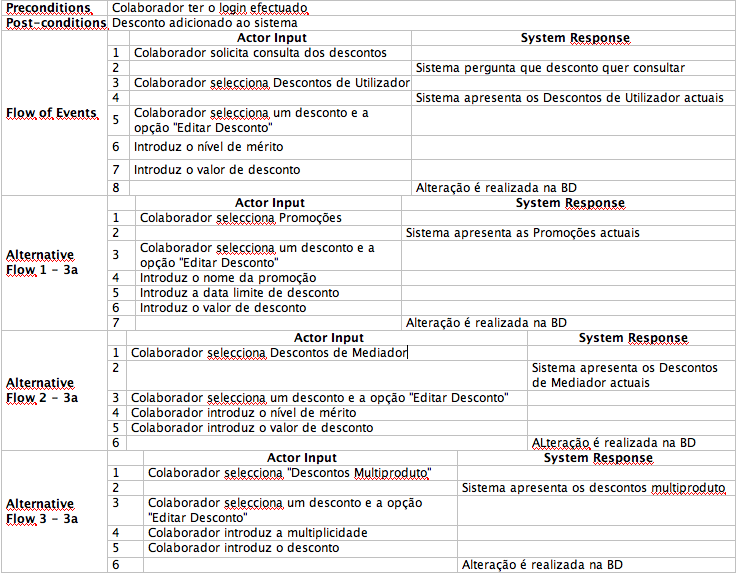 Preconditions Colaborador ter o login efectuado
Post-conditions Desconto adicionado ao sistema
Flow of Events
Actor Input System Response
1 Colaborador solicita consulta dos descontos
2 Sistema pergunta que desconto quer consultar
3 Colaborador selecciona Descontos de Utilizador
4 Sistema apresenta os Descontos de Utilizador actuais
5 Colaborador selecciona um desconto e a
opção "Editar Desconto"
6 Introduz o nível de mérito
7 Introduz o valor de desconto
8 Alteração é realizada na BD
Alternative
Flow 1 - 3a
Actor Input System Response
1 Colaborador selecciona Promoções
2 Sistema apresenta as Promoções actuais
3 Colaborador selecciona um desconto e a
opção "Editar Desconto"
4 Introduz o nome da promoção
5 Introduz a data limite de desconto
6 Introduz o valor de desconto
7 Alteração é realizada na BD
Alternative
Flow 2 - 3a
Actor Input System Response
1 Colaborador selecciona Descontos de Mediador
2 Sistema apresenta os Descontos
de Mediador actuais
3 Colaborador selecciona um desconto e a opção "Editar Desconto"
4 Colaborador introduz o nível de mérito
5 Colaborador introduz o valor de desconto
6 ALteração é realizada na BD
Alternative
Flow 3 - 3a
Actor Input System Response
1 Colaborador selecciona "Descontos Multiproduto"
2 Sistema apresenta os descontos multiproduto
3 Colaborador selecciona um desconto e a opção
"Editar Desconto"
4 Colaborador introduz a multiplicidade
5 Colaborador introduz o desconto
6 Alteração é realizada na BD